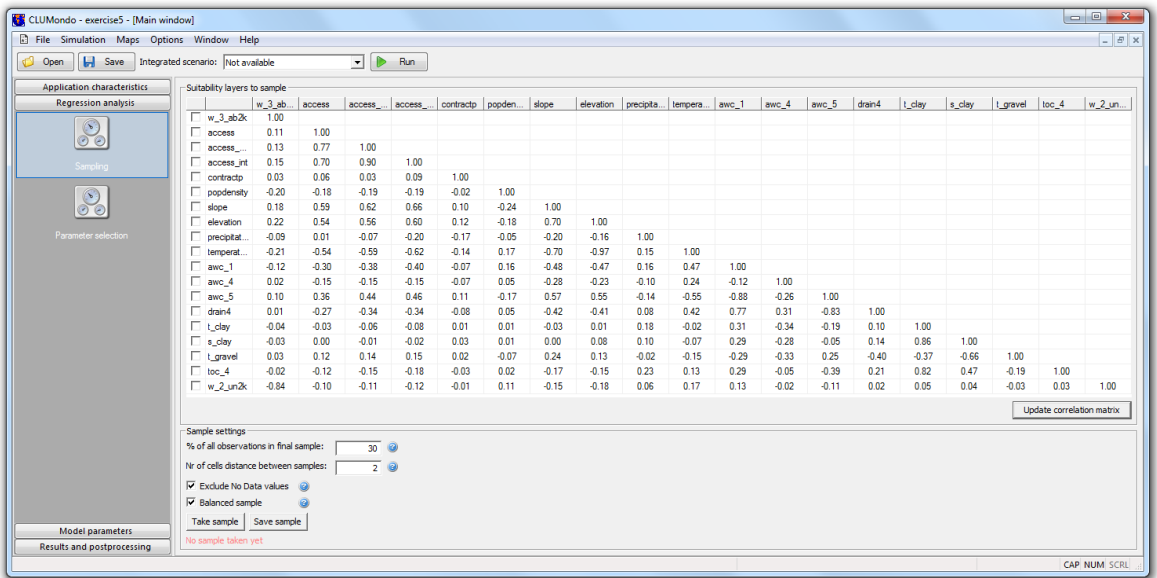 CLUMondo - exercise5 - [Main window]
File Simulation Maps Options Window Help
Open Save Integrated scenario: Not available Run
Application characteristics
Regression analysis
Sampling
Parameter selection
Model parameters
Results and postprocessing
Suitability layers to sample
w_3_ab... access access_... access_... contractp popden... slope elevation precipita... tempera... awc_1 awc_4 awc_5 drain4 t_clay s_clay t_gravel toc_4 w_2_un...
w_3_ab2k 1.00
access 0.11 1.00
access_... 0.13 0.77 1.00
access_int 0.15 0.70 0.90 1.00
contractp 0.03 0.06 0.03 0.09 1.00
popdensity -0.20 -0.18 -0.19 -0.19 -0.02 1.00
slope 0.18 0.59 0.62 0.66 0.10 -0.24 1.00
elevation 0.22 0.54 0.56 0.60 0.12 -0.18 0.70 1.00
precipitat... -0.09 0.01 -0.07 -0.20 -0.17 -0.05 -0.20 -0.16 1.00
temperat... -0.21 -0.54 -0.59 -0.62 -0.14 0.17 -0.70 -0.97 0.15 1.00
awc_1 -0.12 -0.30 -0.38 -0.40 -0.07 0.16 -0.48 -0.47 0.16 0.47 1.00
awc_4 0.02 -0.15 -0.15 -0.15 -0.07 0.05 -0.28 -0.23 -0.10 0.24 -0.12 1.00
awc_5 0.10 0.36 0.44 0.46 0.11 -0.17 0.57 0.55 -0.14 -0.55 -0.88 -0.26 1.00
drain4 0.01 -0.27 -0.34 -0.34 -0.08 0.05 -0.42 -0.41 0.08 0.42 0.77 0.31 -0.83 1.00
t_clay -0.04 -0.03 -0.06 -0.08 0.01 0.01 -0.03 0.01 0.18 -0.02 0.31 -0.34 -0.19 0.10 1.00
s_clay -0.03 0.00 -0.01 -0.02 0.03 0.01 0.00 0.08 0.10 -0.07 0.29 -0.28 -0.05 0.14 0.86 1.00
t_gravel 0.03 0.12 0.14 0.15 0.02 -0.07 0.24 0.13 -0.02 -0.15 -0.29 -0.33 0.25 -0.40 -0.37 -0.66 1.00
toc_4 -0.02 -0.12 -0.15 -0.18 -0.03 0.02 -0.17 -0.15 0.23 0.13 0.29 -0.05 -0.39 0.21 0.82 0.47 -0.19 1.00
w_2_un2k -0.84 -0.10 -0.11 -0.12 -0.01 0.11 -0.15 -0.18 0.06 0.17 0.13 -0.02 -0.11 0.02 0.05 0.04 -0.03 0.03 1.00
Update correlation matrix
Sample settings
% of all observations in final sample: 30
Nr of cells distance between samples: 2
Exclude No Data values
Balanced sample
Take sample Save sample
No sample taken yet
CAP NUM SCRL